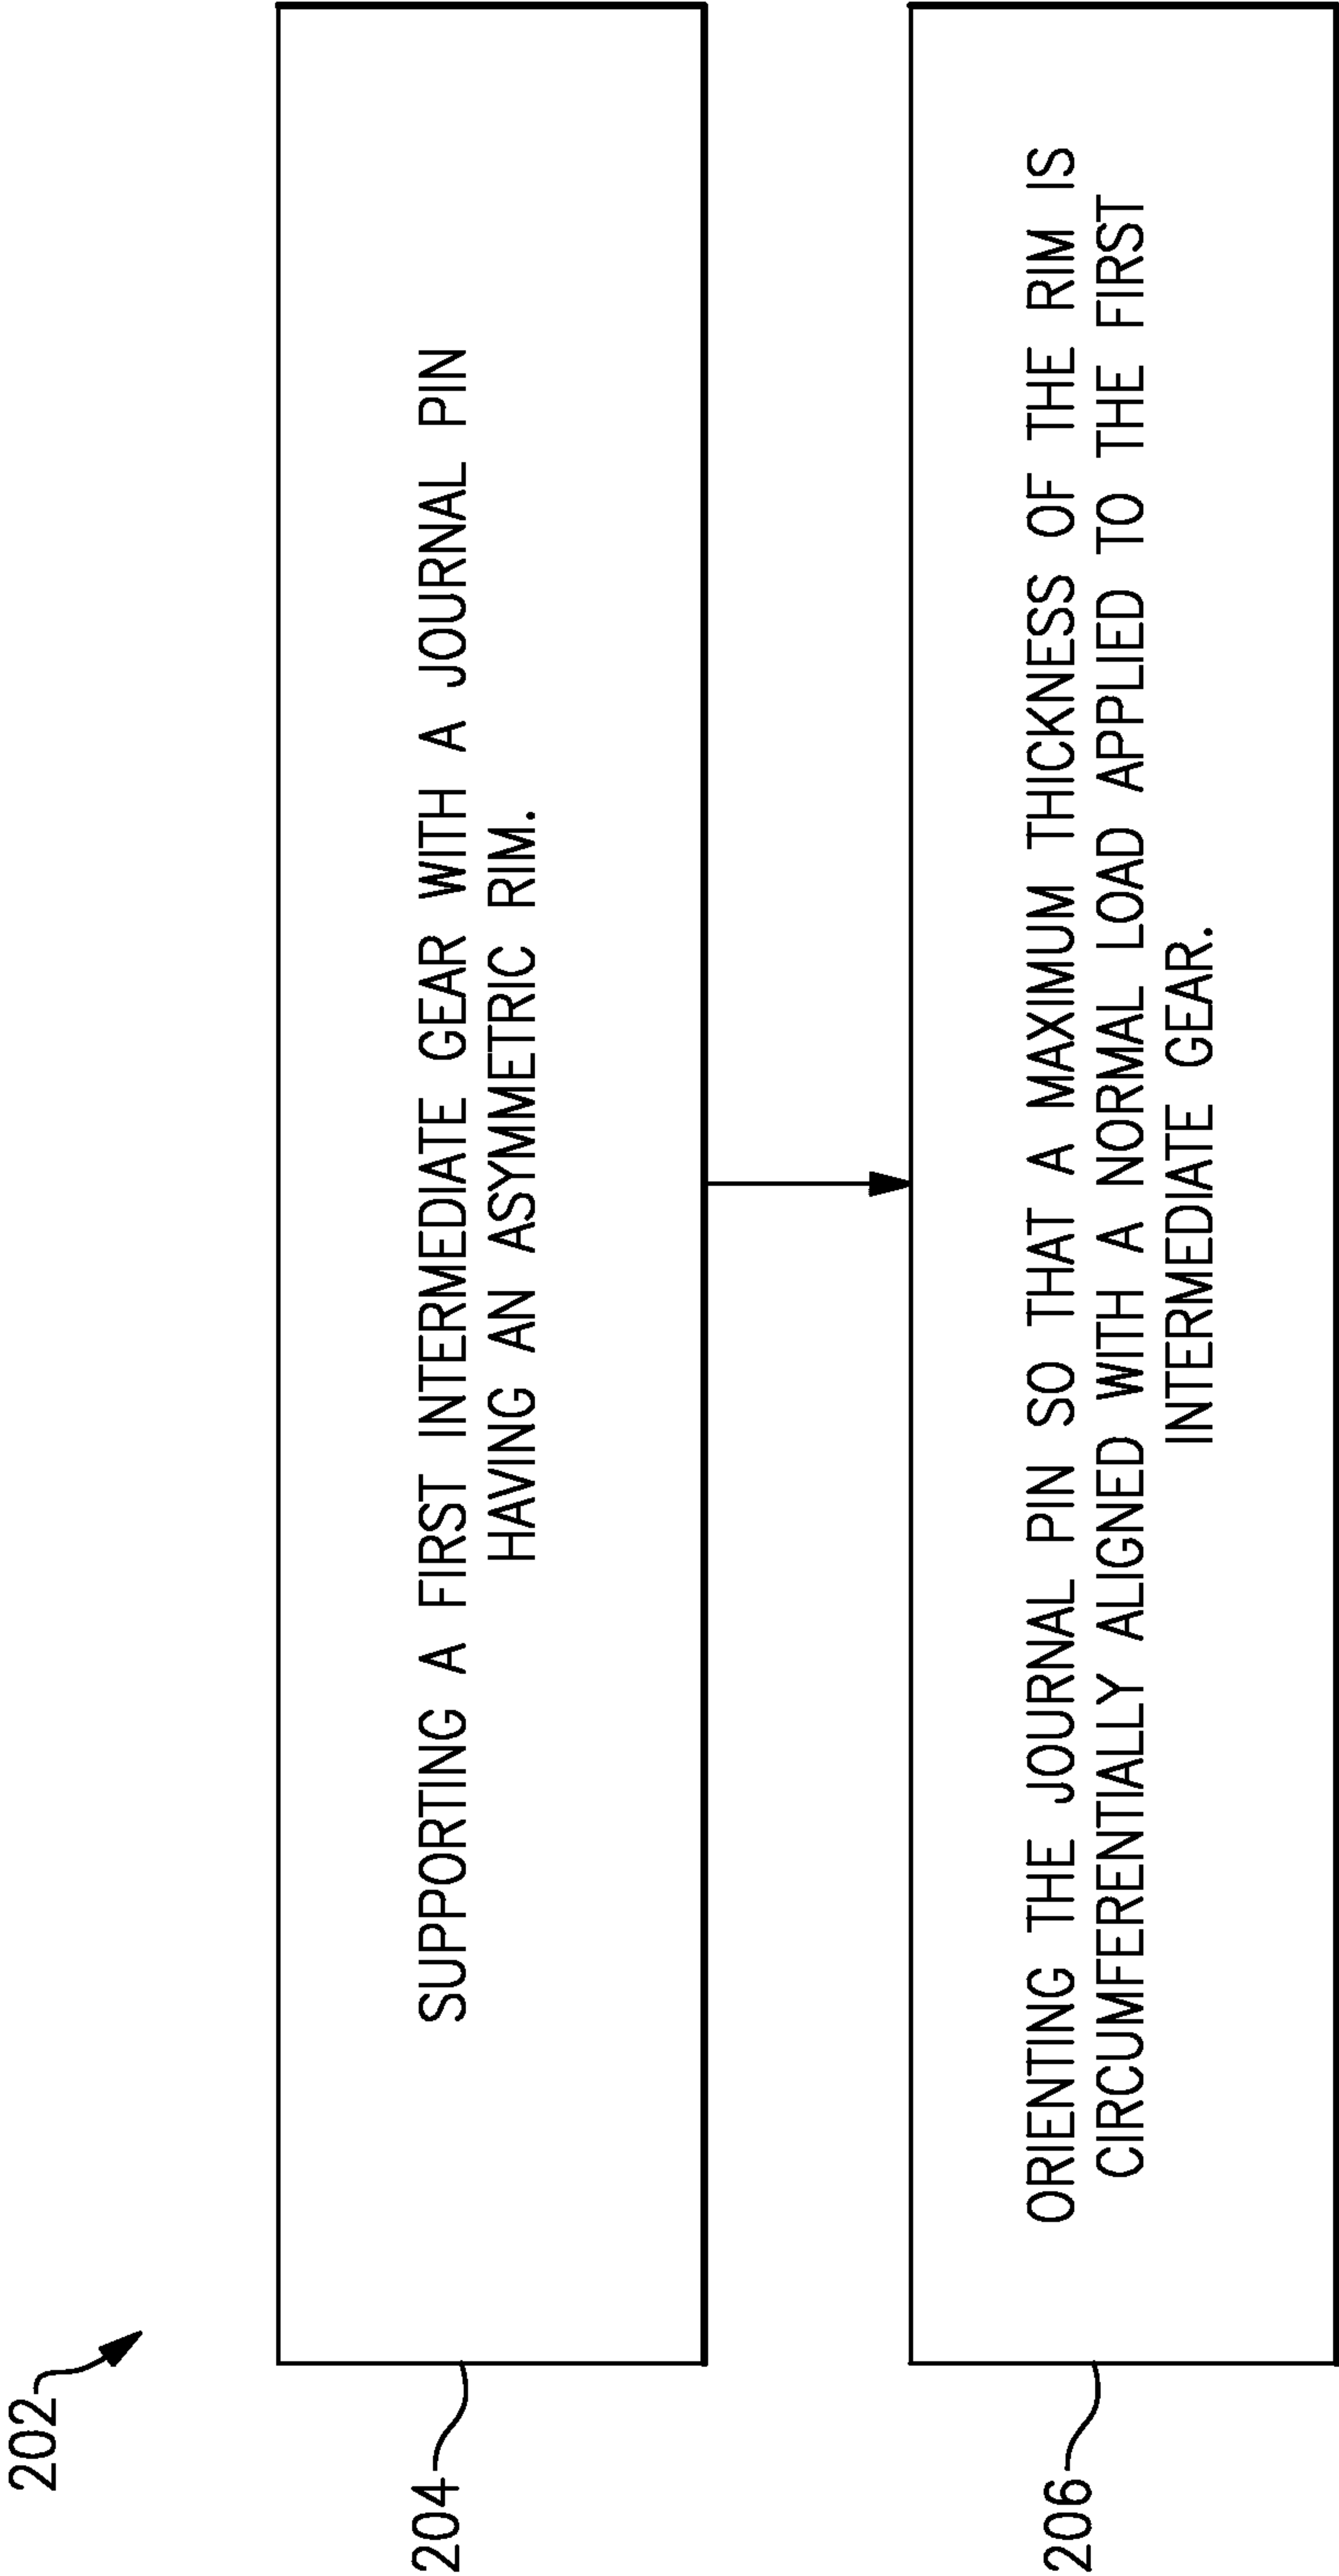 202
204
SUPPORTING A FIRST INTERMEDIATE GEAR WITH A JOURNAL PIN
HAVING AN ASYMMETRIC RIM.
206
ORIENTING THE JOURNAL PIN SO THAT A MAXIMUM THICKNESS OF THE RIM IS
CIRCUMFERENTIALLY ALIGNED WITH A NORMAL LOAD APPLIED TO THE FIRST
INTERMEDIATE GEAR.